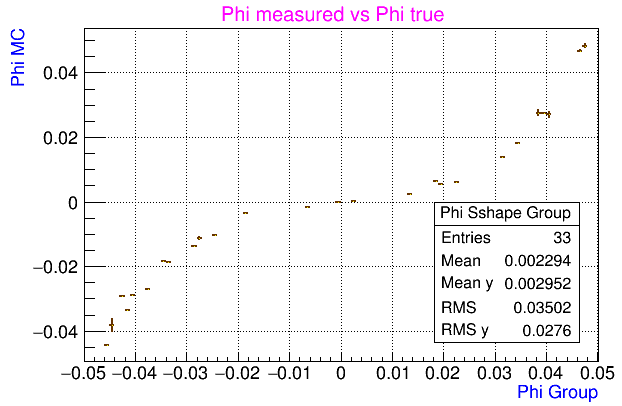 Phi measured vs Phi true
Phi MC
0.04
0.02
0
−0.02
−0.04
−0.05 −0.04 −0.03 −0.02 −0.01 0 0.01 0.02 0.03 0.04 0.05
Phi Group
Phi Sshape Group
Entries 33
Mean 0.002294
Mean y 0.002952
RMS 0.03502
RMS y 0.0276